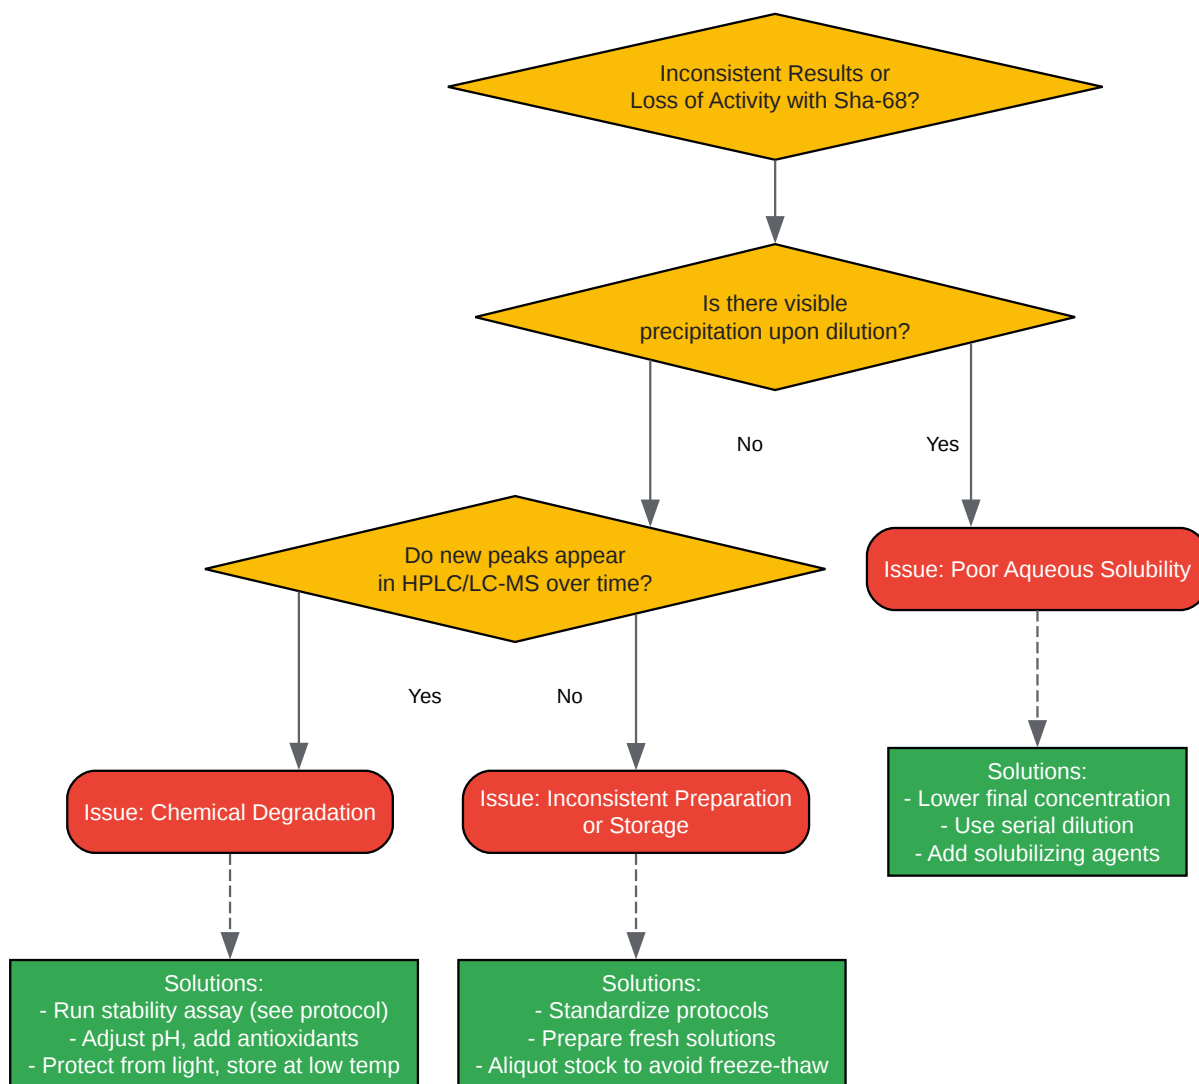 Inconsistent Results or
Loss of Activity with Sha-68?
Is there visible
precipitation upon dilution?
No
Yes
Do new peaks appear
in HPLC/LC-MS over time?
Issue: Poor Aqueous Solubility
Yes
No
Issue: Chemical Degradation
Issue: Inconsistent Preparation
or Storage
Solutions:
- Lower final concentration
- Use serial dilution
- Add solubilizing agents
Solutions:
- Run stability assay (see protocol)
- Adjust pH, add antioxidants
- Protect from light, store at low temp
Solutions:
- Standardize protocols
- Prepare fresh solutions
- Aliquot stock to avoid freeze-thaw